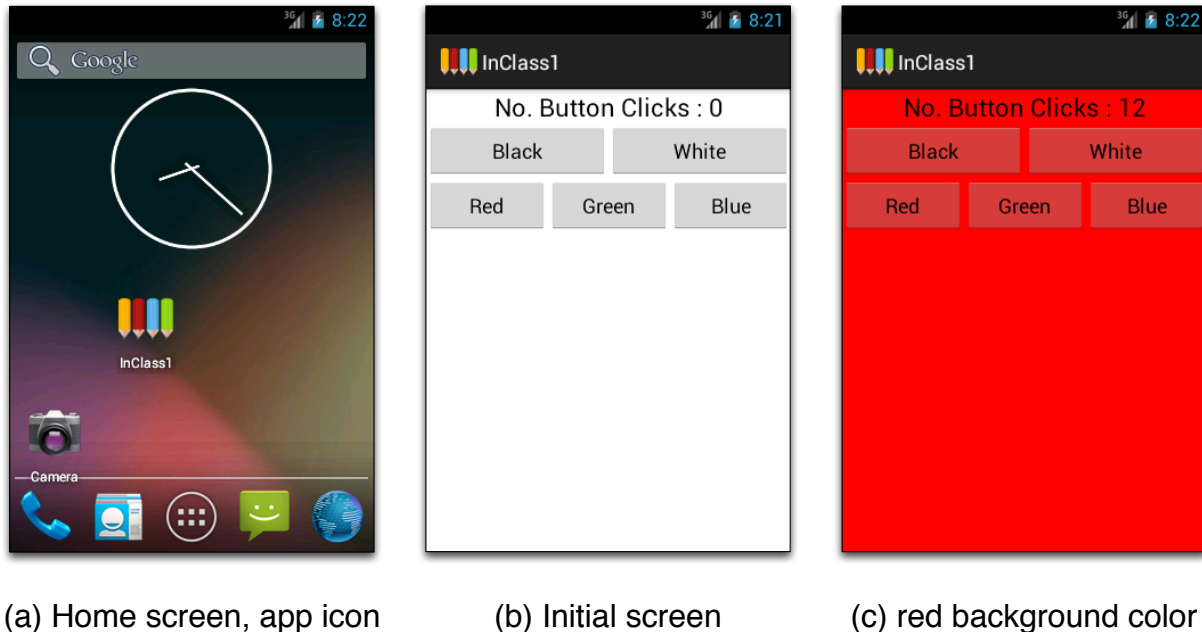 3G 8:22
Google
InClass1
Camera
3G 8:21
InClass1
No. Button Clicks : 0
Black White
Red Green Blue
3G 8:22
InClass1
No. Button Clicks : 12
Black White
Red Green Blue
(a) Home screen, app icon
(b) Initial screen
(c) red background color